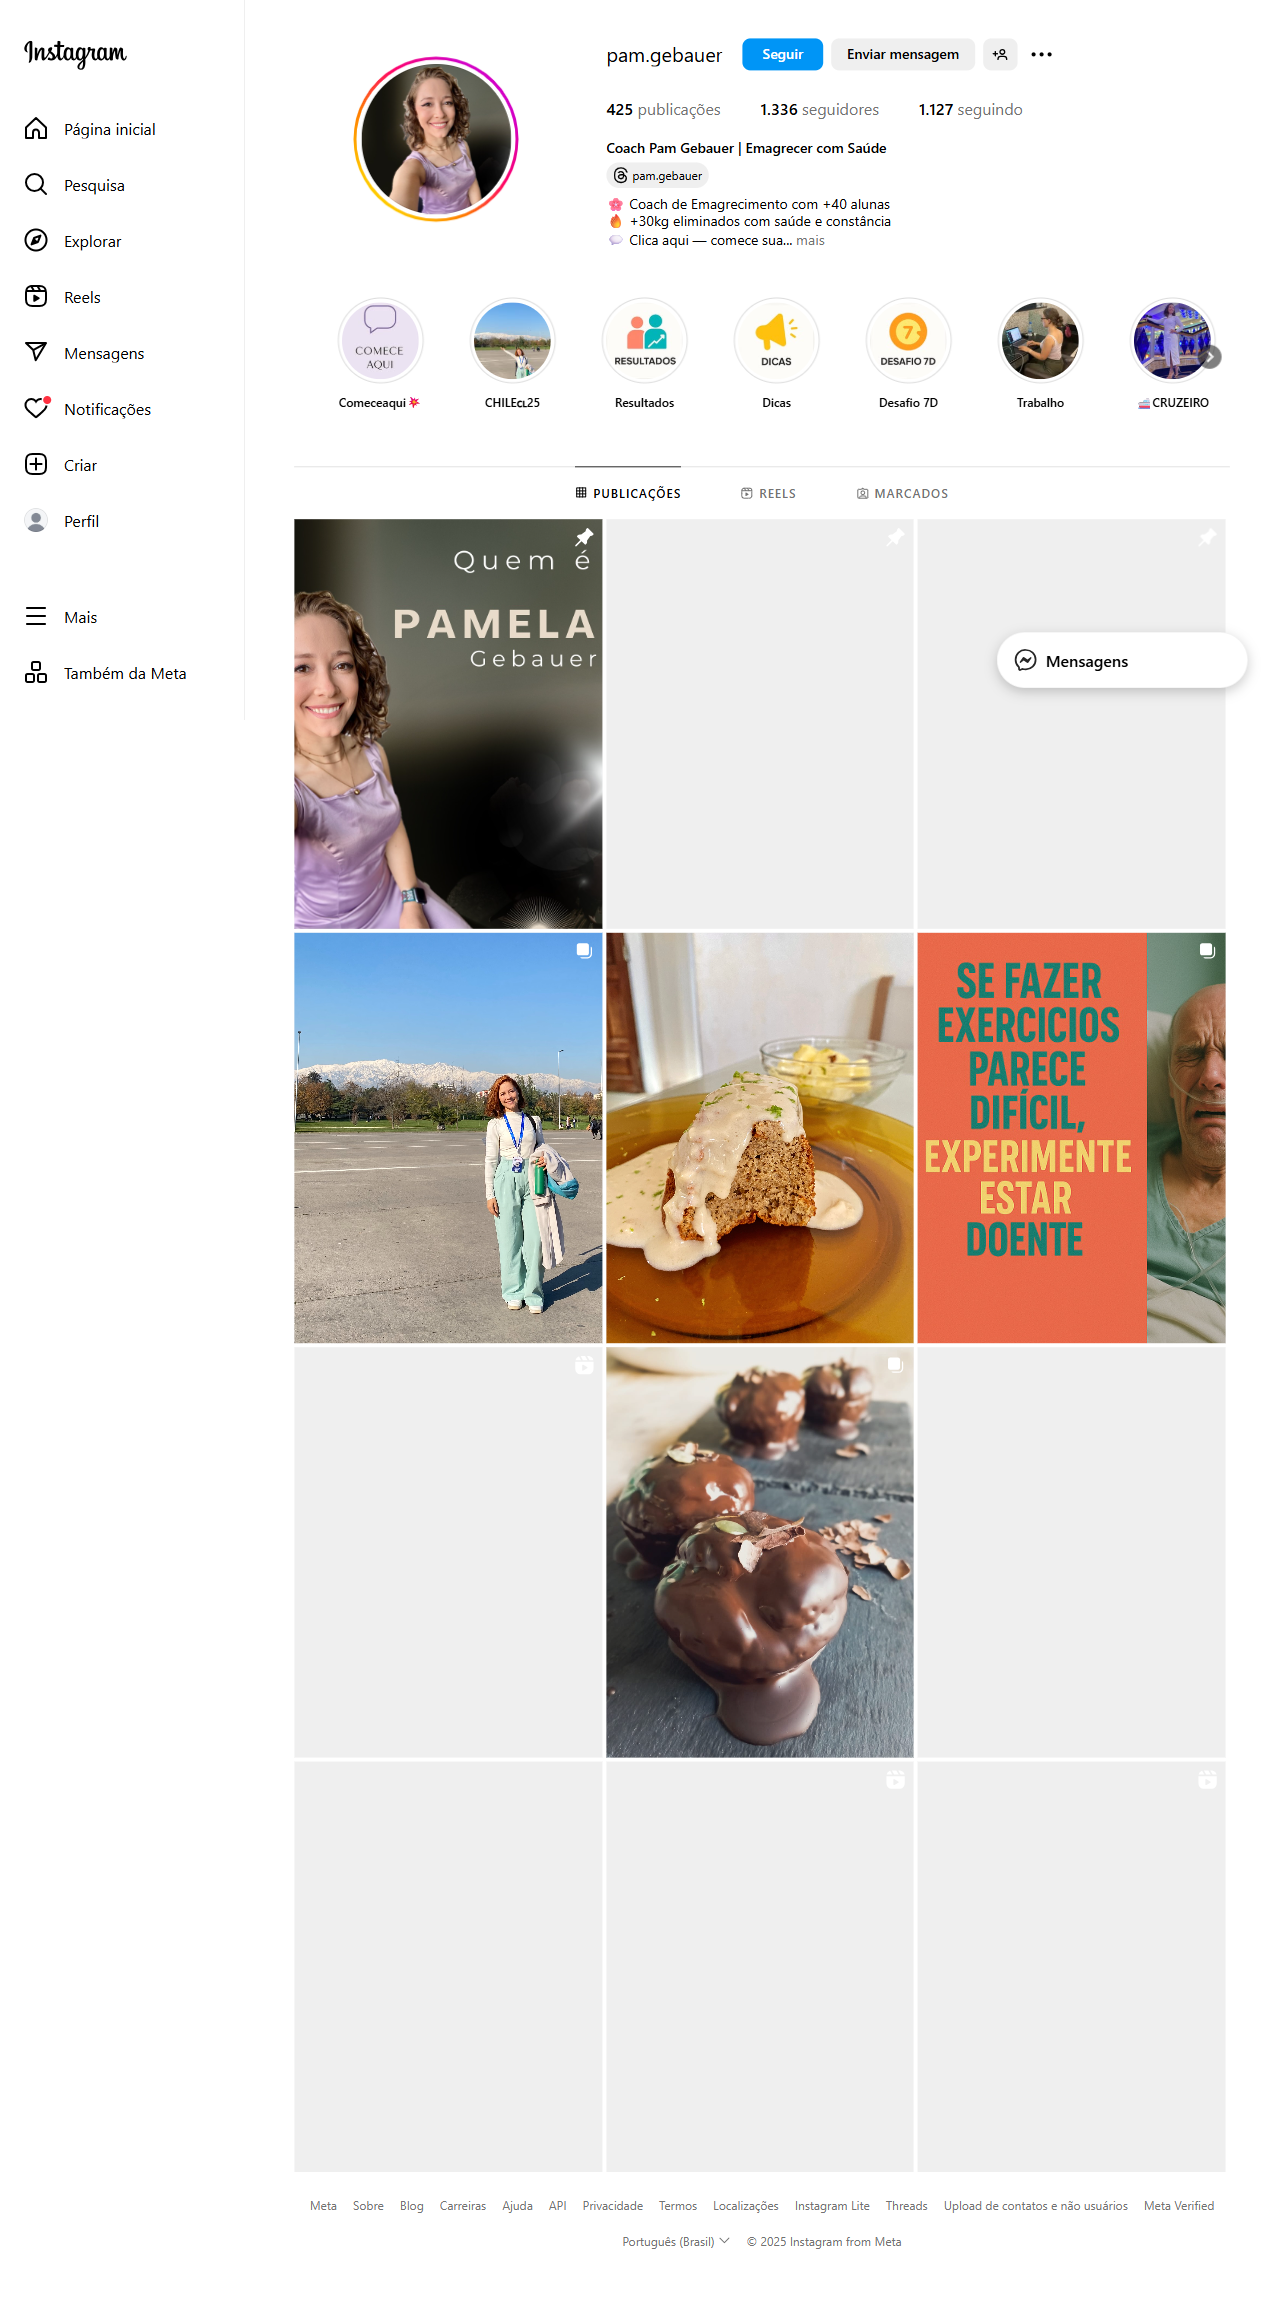 Instagram
Página inicial
Pesquisa
Explorar
Reels
Mensagens
Notificações
Criar
Perfil
Mais
Também da Meta
pam.gebauer
Seguir
Enviar mensagem
425 publicações
1.336 seguidores
1.127 seguindo
Coach Pam Gebauer | Emagrecer com Saúde
pam.gebauer
🌸 Coach de Emagrecimento com +40 alunas
🔥 +30kg eliminados com saúde e constância
💬 Clica aqui — comece sua... mais
COMECE
AQUI
Comeceaqui 💥
CHILE🇨🇱25
RESULTADOS
Resultados
DICAS
Dicas
7
DESAFIO 7D
Desafio 7D
Trabalho
🚢CRUZEIRO
PUBLICAÇÕES
REELS
MARCADOS
Quem é
PAMELA
Gebauer
Mensagens
SE FAZER
EXERCICIOS
PARECE
DIFÍCIL,
EXPERIMENTE
ESTAR
DOENTE
Meta
Sobre
Blog
Carreiras
Ajuda
API
Privacidade
Termos
Localizações
Instagram Lite
Threads
Upload de contatos e não usuários
Meta Verified
Português (Brasil)
© 2025 Instagram from Meta